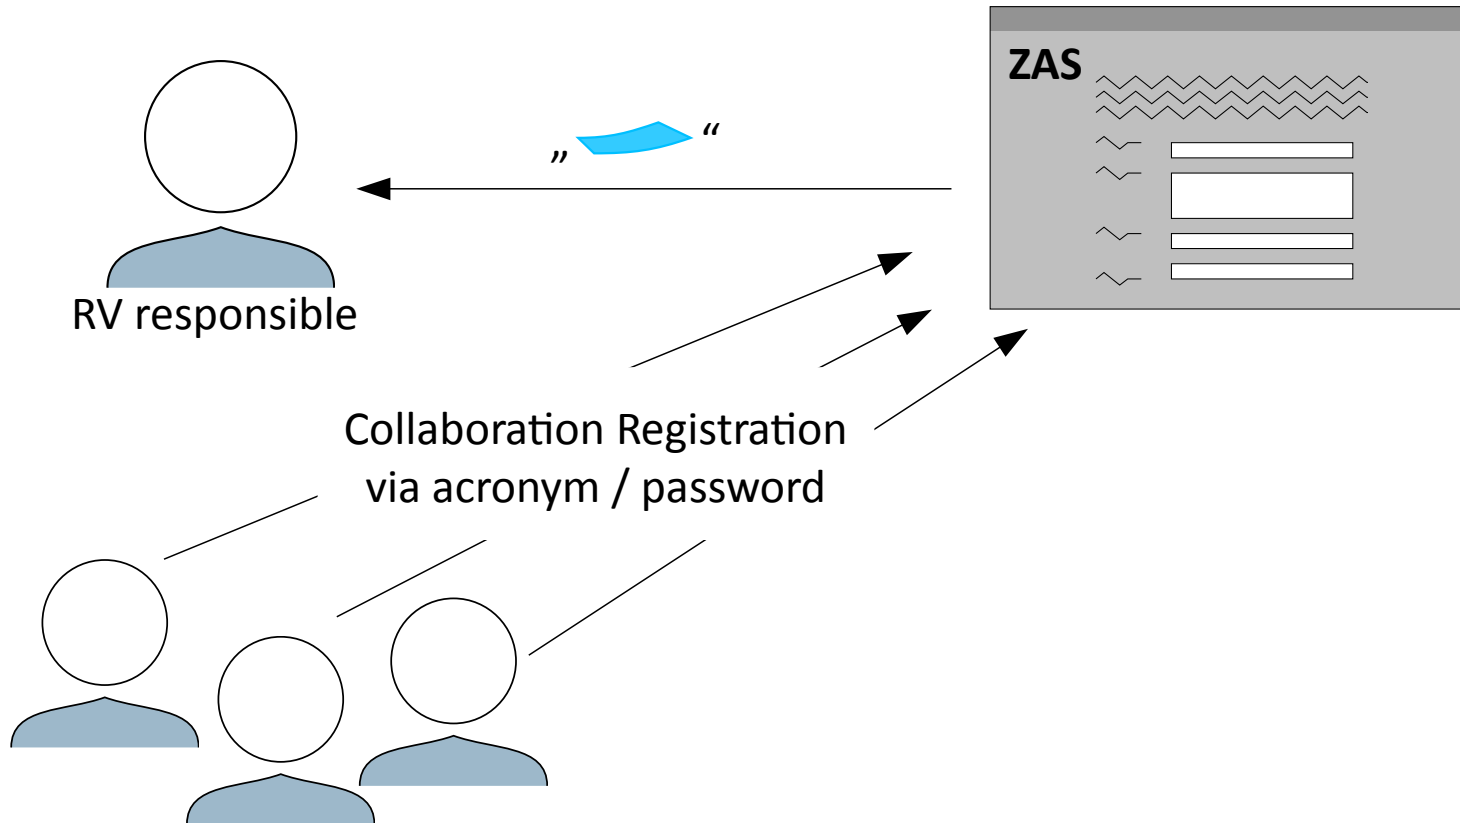 ZAS
„ “
RV responsible
Collaboration Registration
via acronym / password